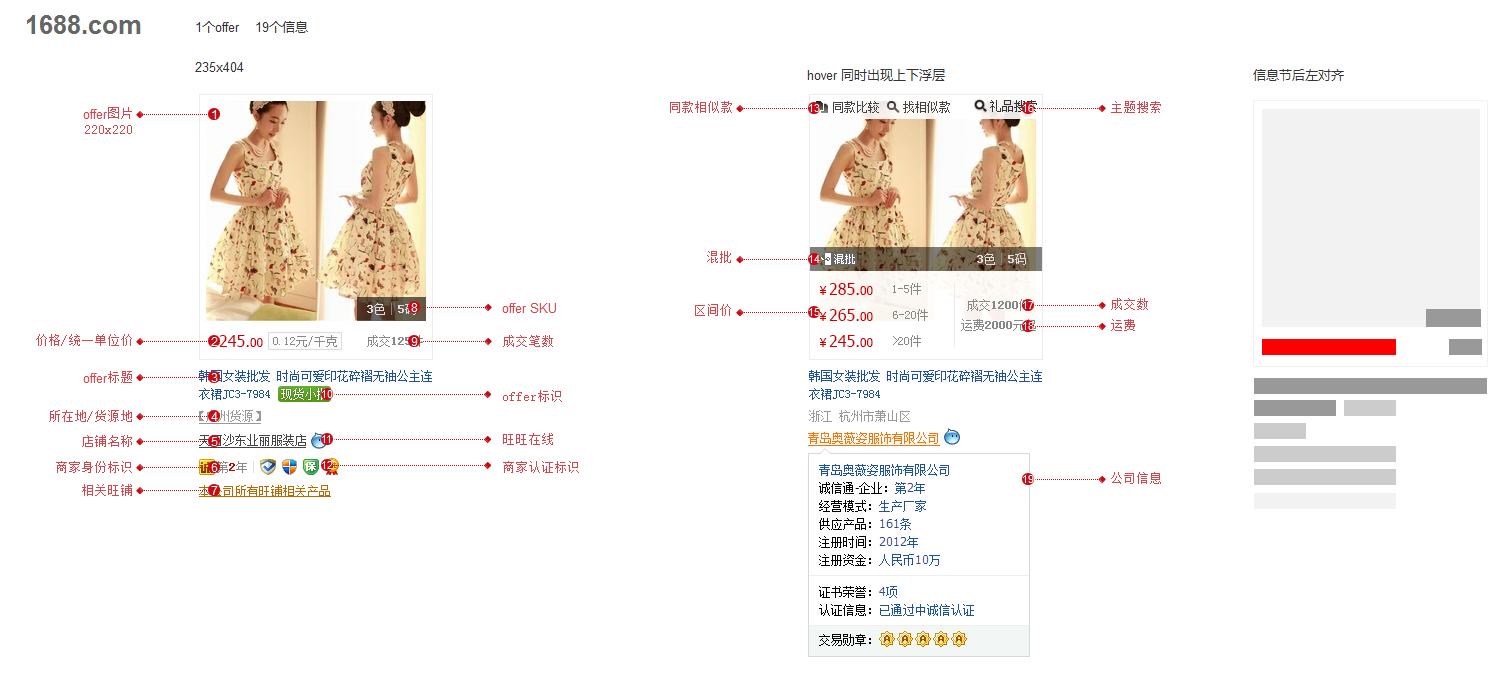 1688.com
1个offer 19个信息
235x404
offer图片
220x220
1
3色 5码
8
offer SKU
价格/统一单位价
2
245.00
0.12元/千克
成交125
9
成交笔数
offer标题
3
韩国女装批发 时尚可爱印花碎褶无袖公主连
衣裙JC3-7984
现货小批
10
offer标识
所在地/货源地
4
州货源】
店铺名称
5
沙东业丽服装店
11
旺旺在线
商家身份标识
6
第2年
保
12
商家认证标识
相关旺铺
7
本公司所有旺铺相关产品
hover 同时出现上下浮层
同款相似款
13
同款比较
找相似款
礼品搜索
16
主题搜索
混批
14
混批
3色 5码
区间价
15
¥285.00 1-5件
¥265.00 6-20件
¥245.00 >20件
成交1200
17
成交数
运费2000元
18
运费
韩国女装批发 时尚可爱印花碎褶无袖公主连
衣裙JC3-7984
浙江 杭州市萧山区
青岛奥薇姿服饰有限公司
青岛奥薇姿服饰有限公司
诚信通-企业：第2年
经营模式：生产厂家
供应产品：161条
注册时间：2012年
注册资金：人民币10万
证书荣誉：4项
认证信息：已通过中诚信认证
交易勋章：
19
公司信息
信息节后左对齐